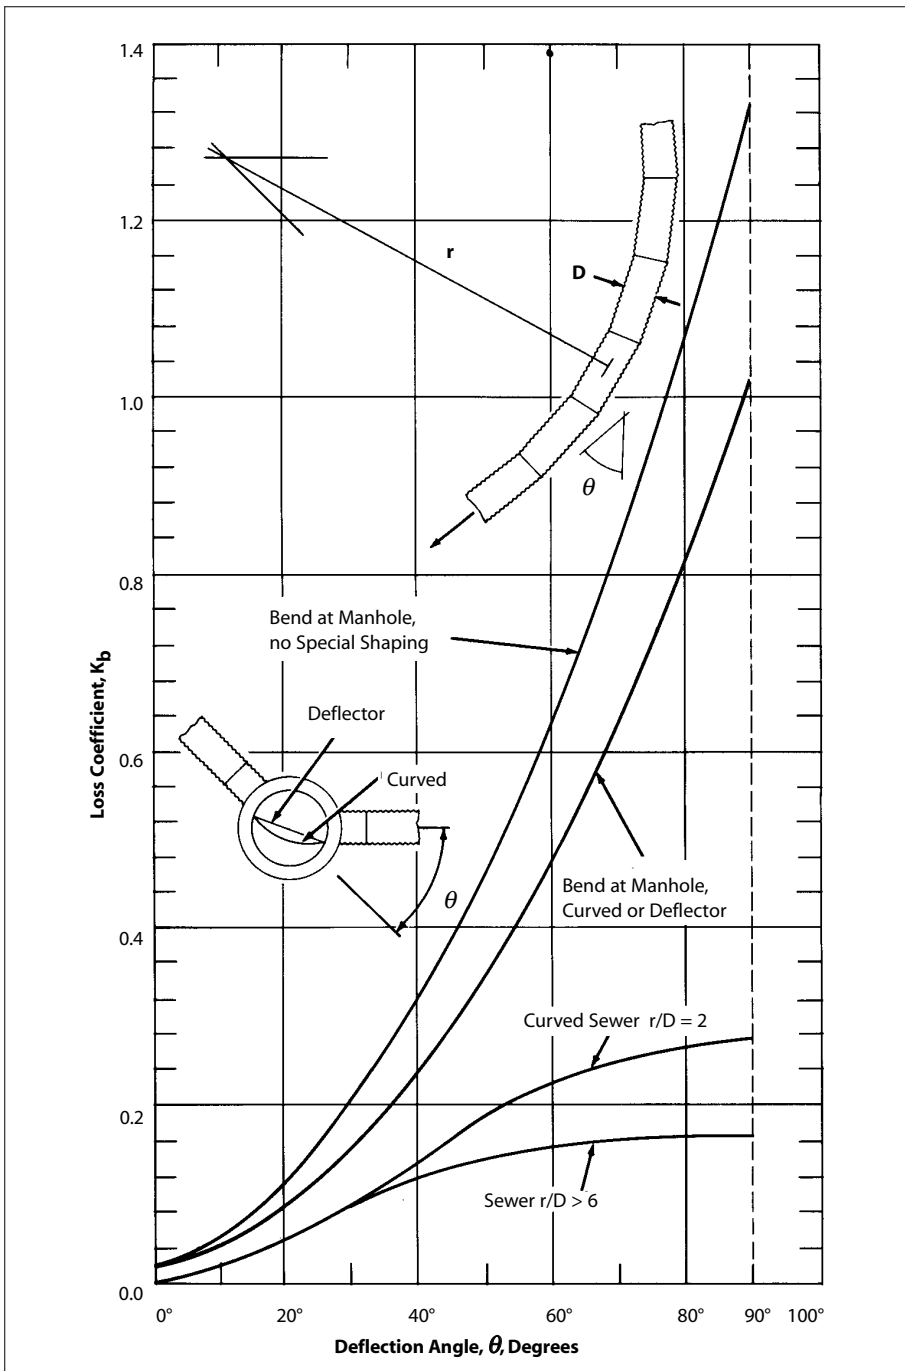 1.4
1.2
1.0
0.8
0.6
0.4
0.2
0.0
Loss Coefficient, Kb
r
D
θ
Bend at Manhole,
no Special Shaping
Deflector
Curved
θ
Bend at Manhole,
Curved or Deflector
Curved Sewer r/D = 2
Sewer r/D > 6
0° 20° 40° 60° 80° 90° 100°
Deflection Angle, θ, Degrees